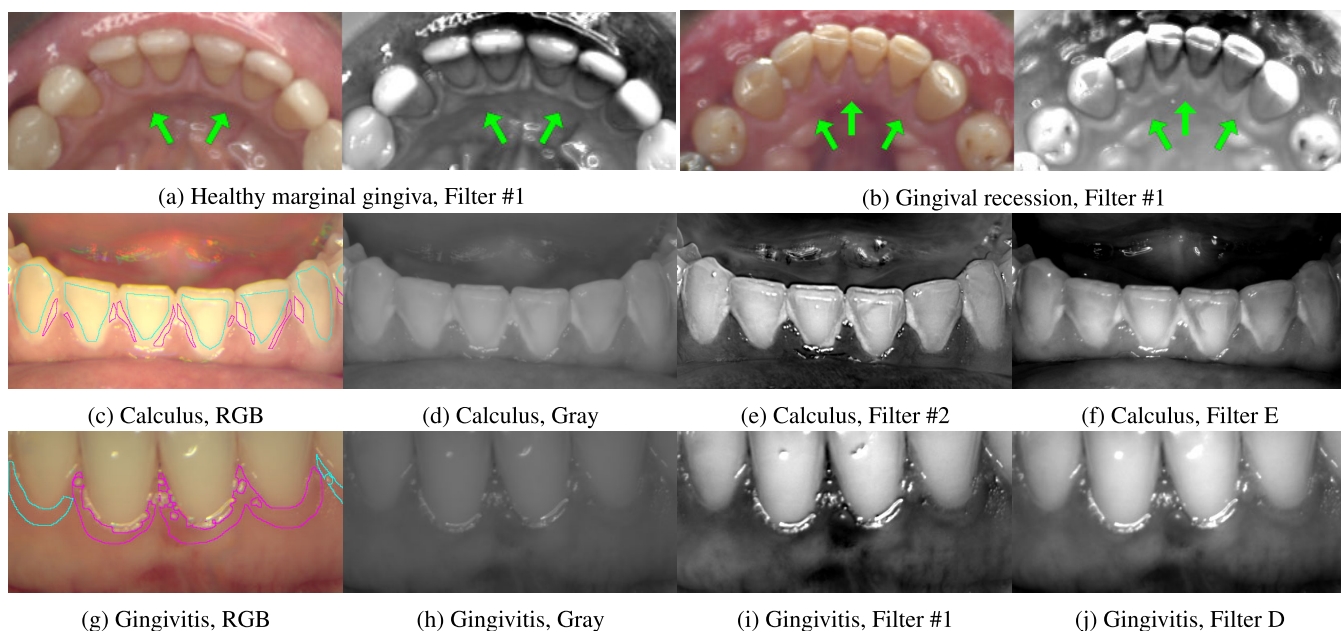 (a) Healthy marginal gingiva, Filter #1
(b) Gingival recession, Filter #1
(c) Calculus, RGB
(d) Calculus, Gray
(e) Calculus, Filter #2
(f) Calculus, Filter E
(g) Gingivitis, RGB
(h) Gingivitis, Gray
(i) Gingivitis, Filter #1
(j) Gingivitis, Filter D